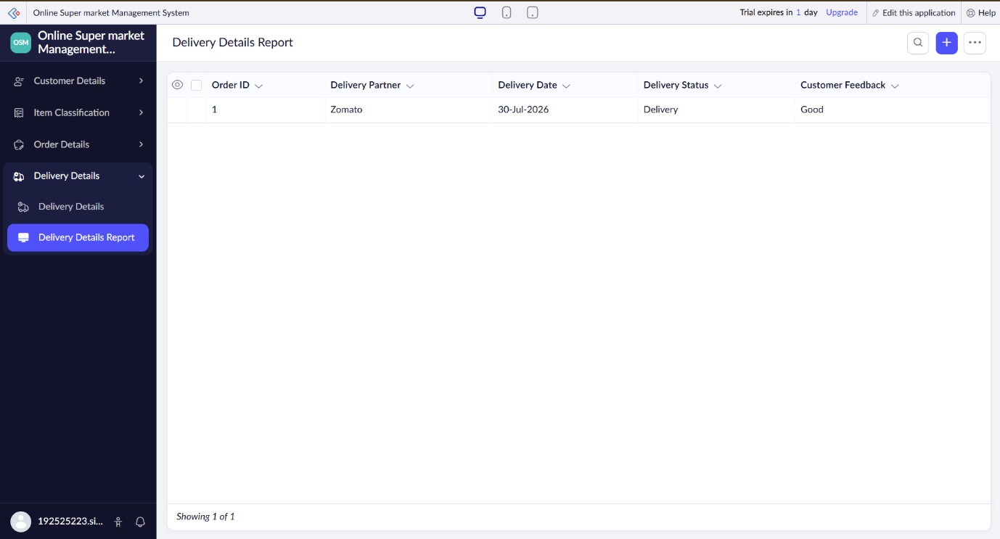 Online Super market Management System
Trial expires in 1 day Upgrade Edit this application Help
OSM Online Super market
Management...
Delivery Details Report
Customer Details
Item Classification
Order Details
Delivery Details
Delivery Details
Delivery Details Report
Order ID Delivery Partner Delivery Date Delivery Status Customer Feedback
1 Zomato 30-Jul-2026 Delivery Good
Showing 1 of 1
192525223.si...